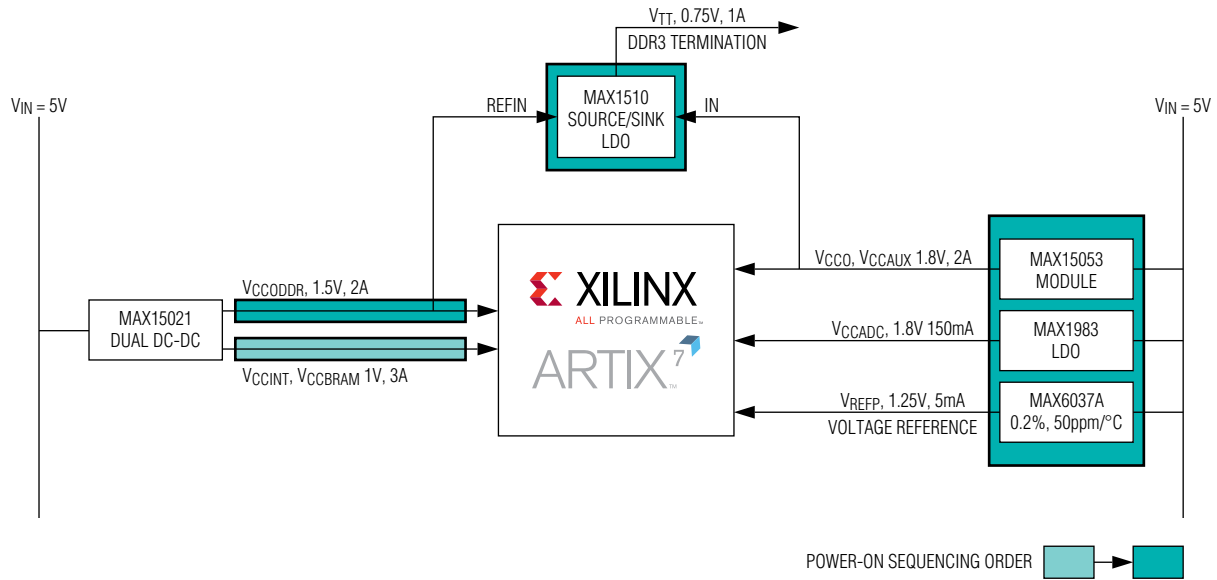 VTT, 0.75V, 1A
DDR3 TERMINATION
VIN = 5V
REFIN
MAX1510
SOURCE/SINK
LDO
IN
VIN = 5V
VCCODDR, 1.5V, 2A
MAX15021
DUAL DC-DC
VCCINT, VCCBRAM 1V, 3A
XILINX
ALL PROGRAMMABLE™
ARTIX 7™
VCCO, VCCAUX 1.8V, 2A
MAX15053
MODULE
VCCADC, 1.8V 150mA
MAX1983
LDO
VREFP, 1.25V, 5mA
VOLTAGE REFERENCE
MAX6037A
0.2%, 50ppm/°C
POWER-ON SEQUENCING ORDER